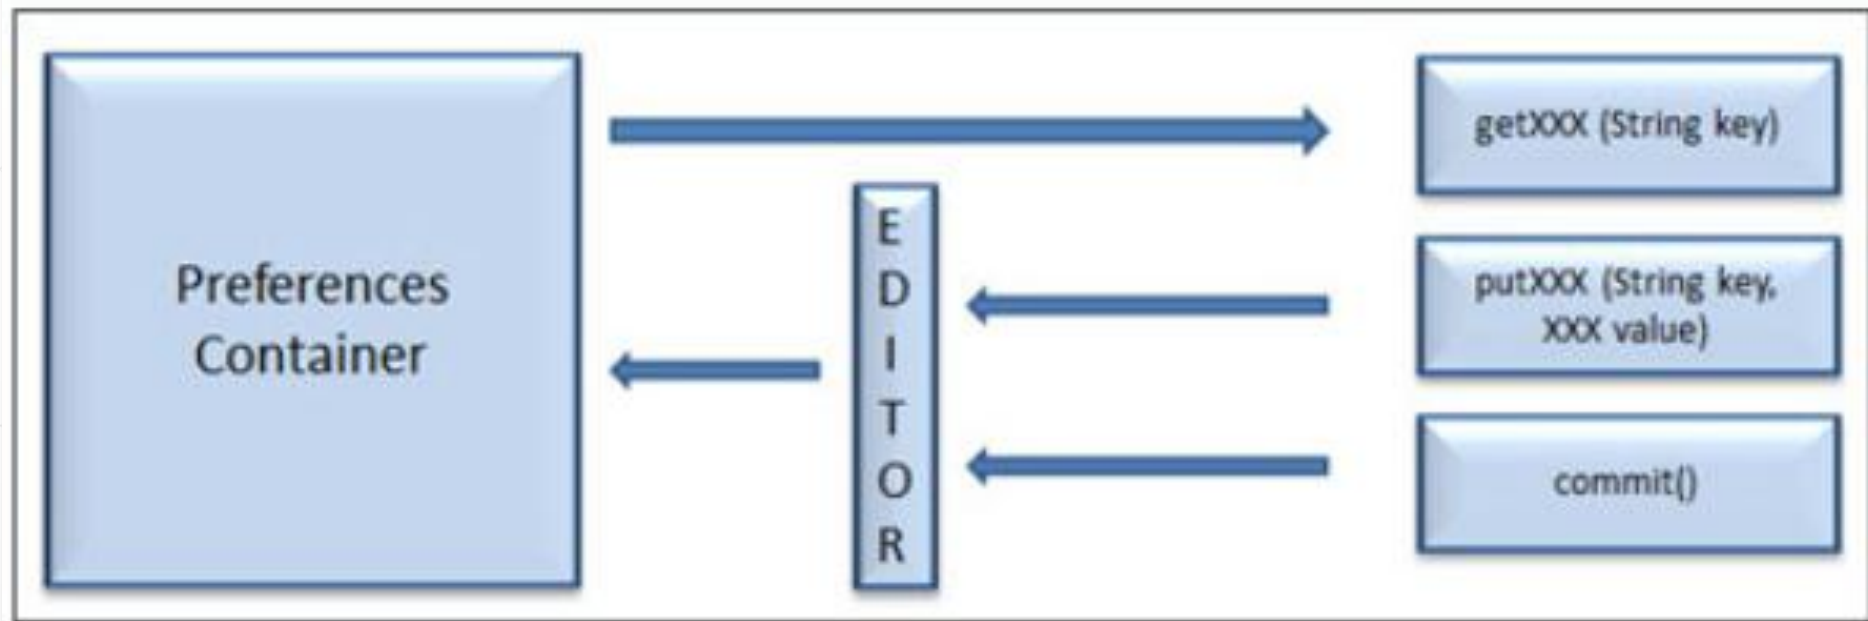 Preferences
Container
E
D
I
T
O
R
getXXX (String key)
putXXX (String key,
XXX value)
commit()